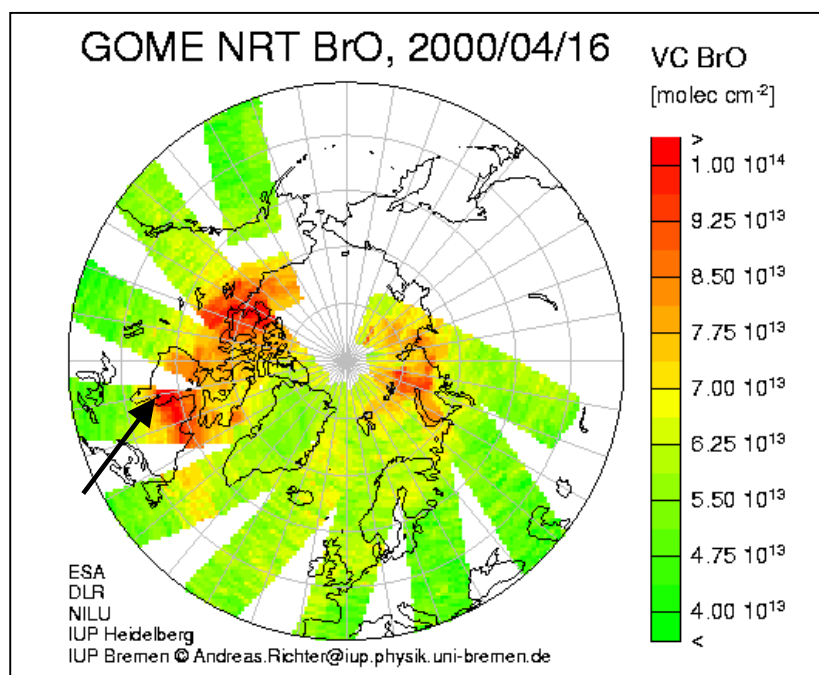 GOME NRT BrO, 2000/04/16
VC BrO
[molec cm⁻²]
>
1.00 10¹⁴
9.25 10¹³
8.50 10¹³
7.75 10¹³
7.00 10¹³
6.25 10¹³
5.50 10¹³
4.75 10¹³
4.00 10¹³
<
ESA
DLR
NILU
IUP Heidelberg
IUP Bremen © Andreas.Richter@iup.physik.uni-bremen.de